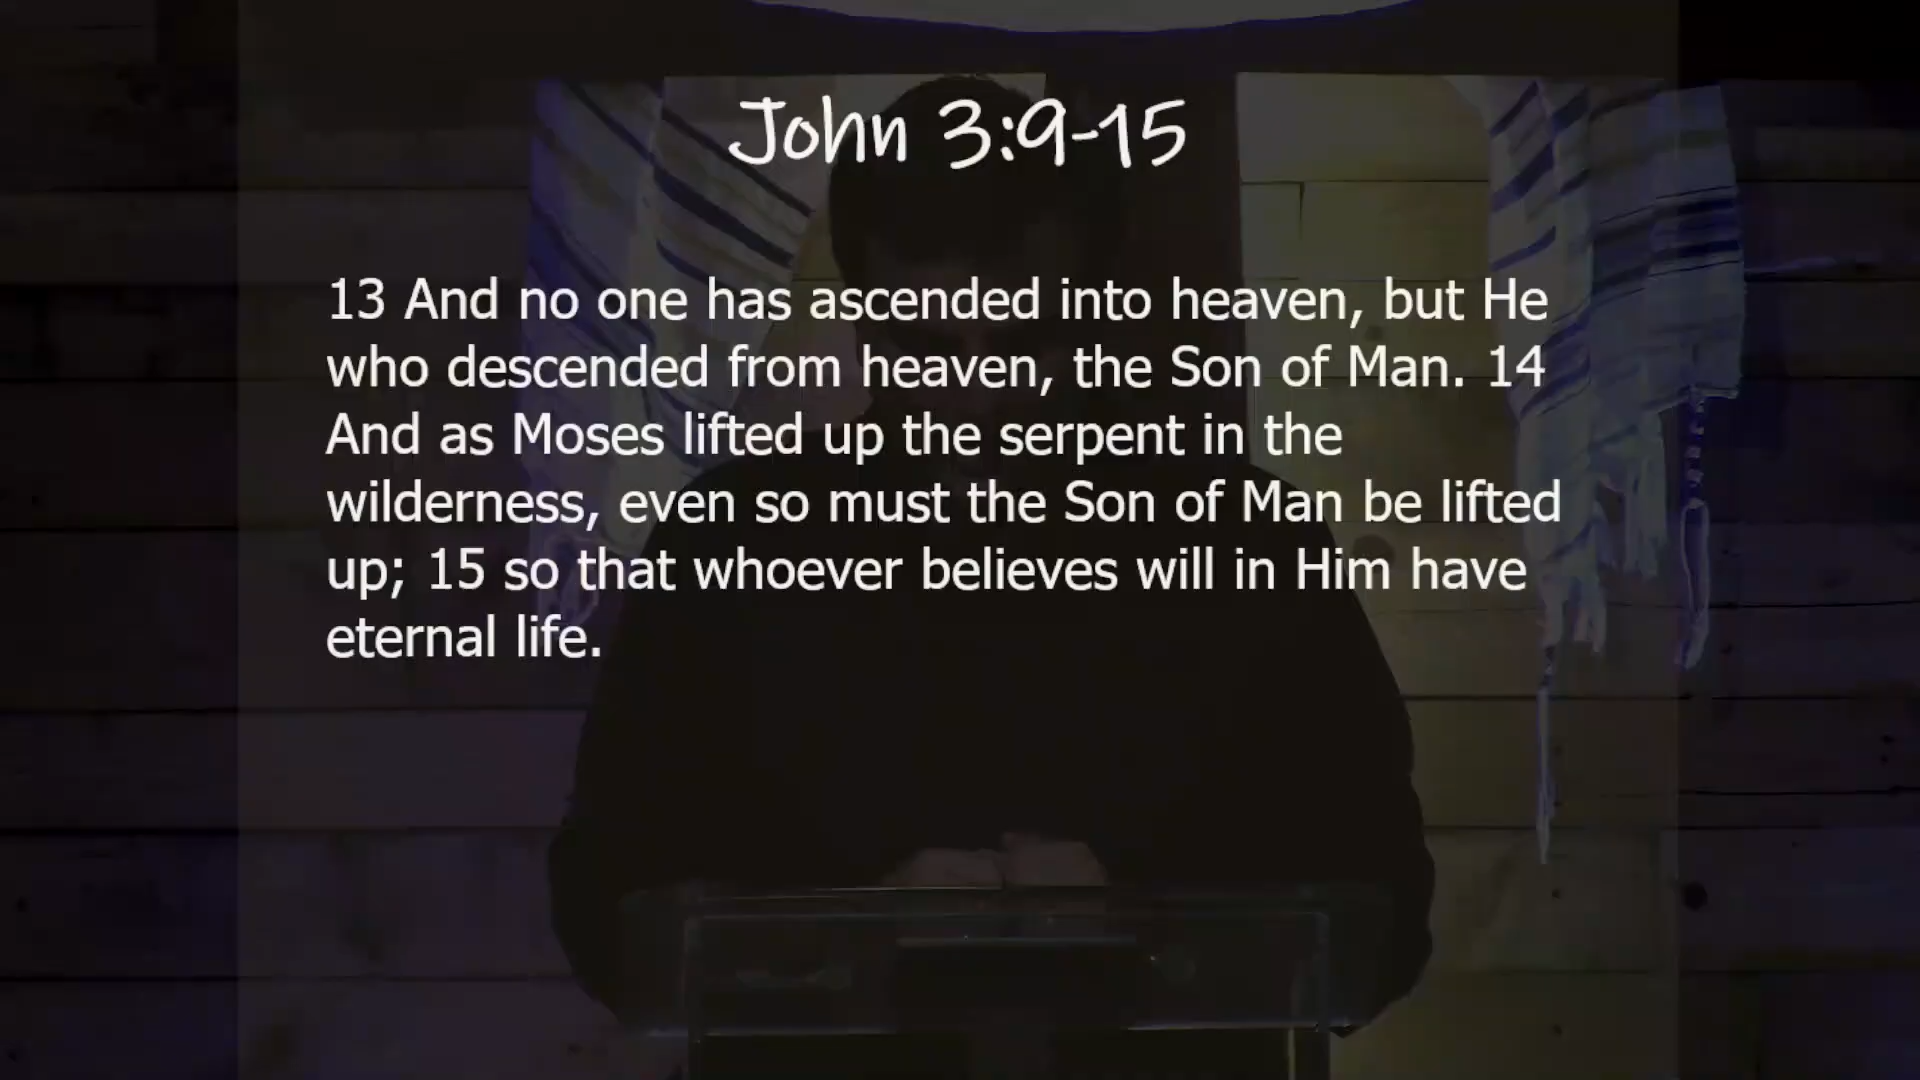 John 3:9-15
13 And no one has ascended into heaven, but He
who descended from heaven, the Son of Man. 14
And as Moses lifted up the serpent in the
wilderness, even so must the Son of Man be lifted
up; 15 so that whoever believes will in Him have
eternal life.